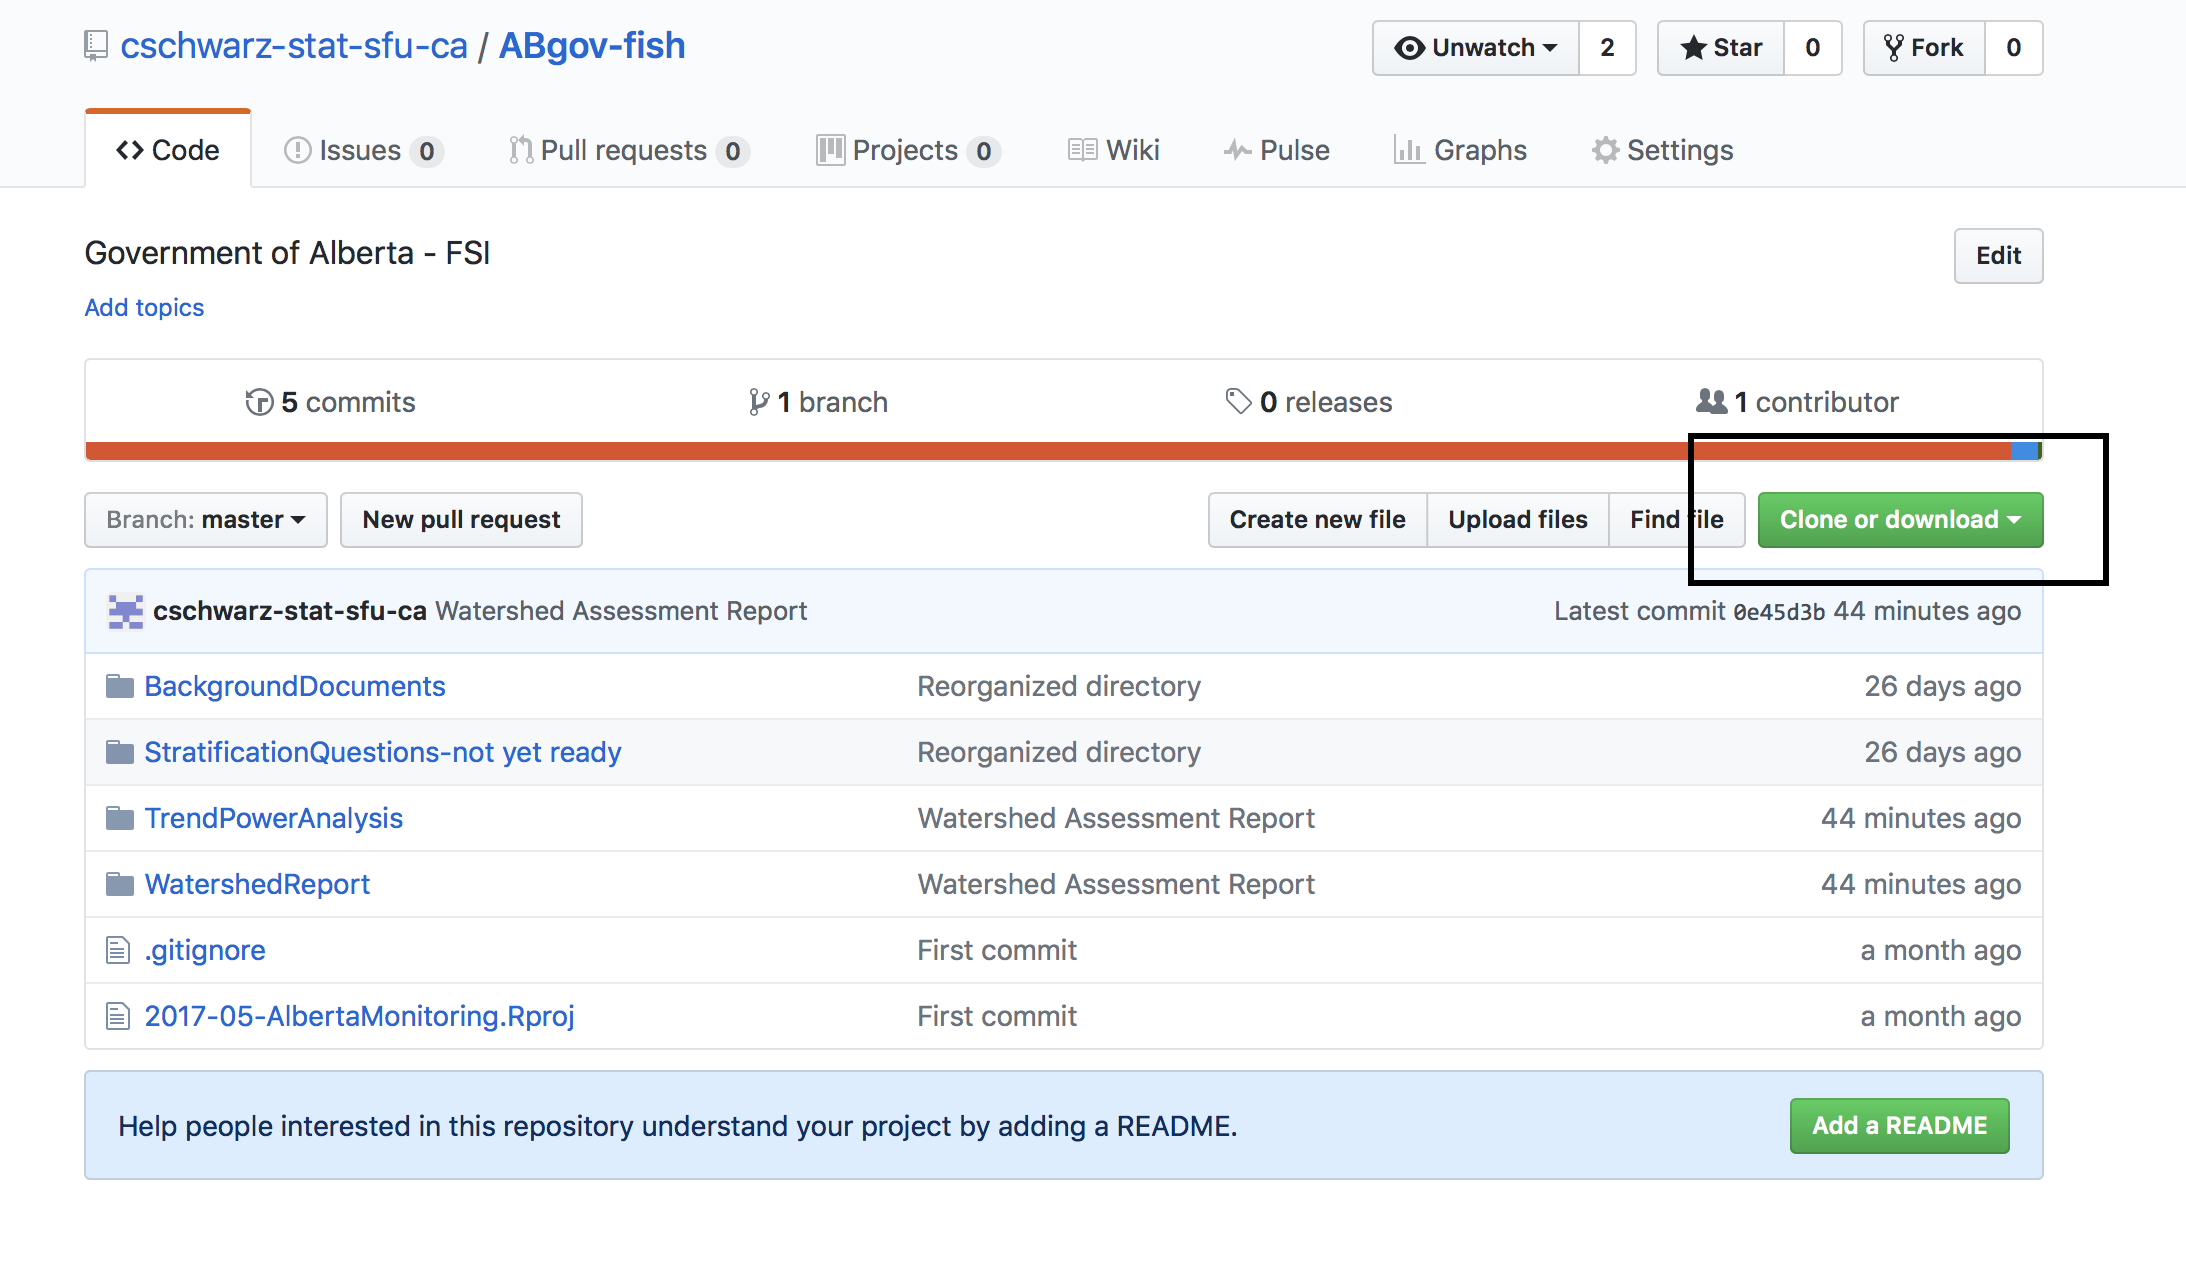 cschwarz-stat-sfu-ca / ABgov-fish
Unwatch 2 Star 0 Fork 0
Code Issues 0 Pull requests 0 Projects 0 Wiki Pulse Graphs Settings
Government of Alberta - FSI
Edit
Add topics
5 commits 1 branch 0 releases 1 contributor
Branch: master New pull request Create new file Upload files Find file Clone or download
cschwarz-stat-sfu-ca Watershed Assessment Report Latest commit 0e45d3b 44 minutes ago
BackgroundDocuments Reorganized directory 26 days ago
StratificationQuestions-not yet ready Reorganized directory 26 days ago
TrendPowerAnalysis Watershed Assessment Report 44 minutes ago
WatershedReport Watershed Assessment Report 44 minutes ago
.gitignore First commit a month ago
2017-05-AlbertaMonitoring.Rproj First commit a month ago
Help people interested in this repository understand your project by adding a README. Add a README